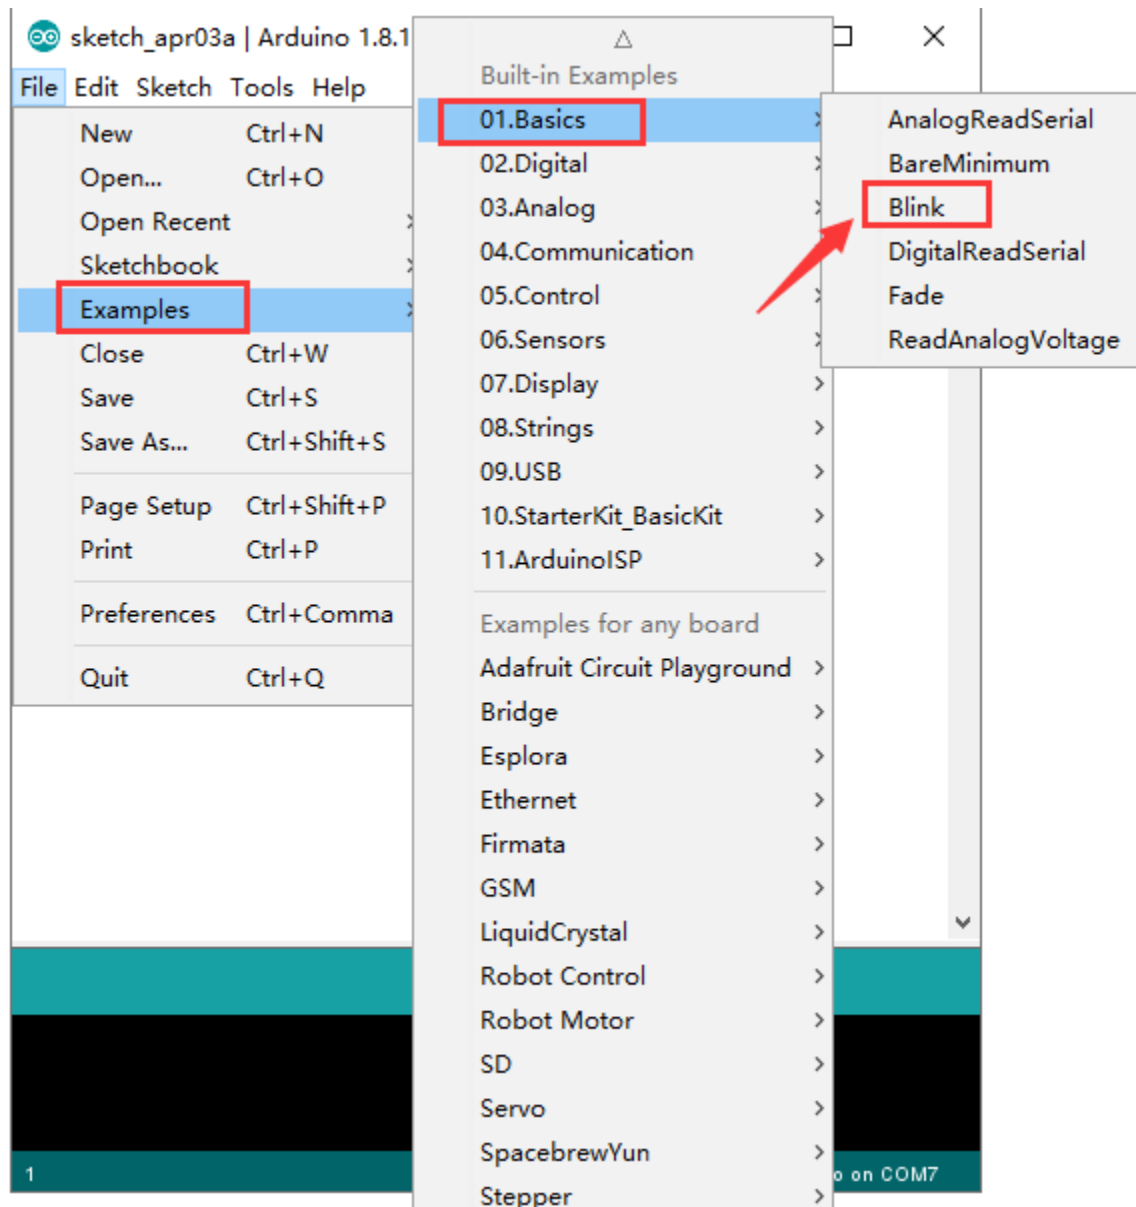 sketch_apr03a | Arduino 1.8.1
File Edit Sketch Tools Help
New Ctrl+N
Open... Ctrl+O
Open Recent
Sketchbook
Examples
Close Ctrl+W
Save Ctrl+S
Save As... Ctrl+Shift+S
Page Setup Ctrl+Shift+P
Print Ctrl+P
Preferences Ctrl+Comma
Quit Ctrl+Q
Built-in Examples
01.Basics
02.Digital
03.Analog
04.Communication
05.Control
06.Sensors
07.Display
08.Strings
09.USB
10.StarterKit_BasicKit
11.ArduinoISP
Examples for any board
Adafruit Circuit Playground
Bridge
Esplora
Ethernet
Firmata
GSM
LiquidCrystal
Robot Control
Robot Motor
SD
Servo
SpacebrewYun
Stepper
AnalogReadSerial
BareMinimum
Blink
DigitalReadSerial
Fade
ReadAnalogVoltage
1
o on COM7